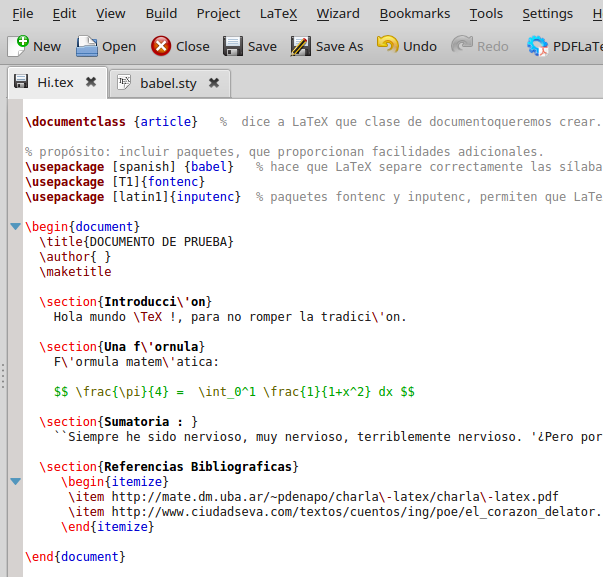 File Edit View Build Project LaTeX Wizard Bookmarks Tools Settings H
New Open Close Save Save As Undo Redo PDFLaTe
Hi.tex babel.sty
\documentclass {article}   %  dice a LaTeX que clase de documentoqueremos crear.
% propósito: incluir paquetes, que proporcionan facilidades adicionales.
\usepackage [spanish] {babel}   % hace que LaTeX separe correctamente las sílaba
\usepackage [T1]{fontenc}
\usepackage [latin1]{inputenc}  % paquetes fontenc y inputenc, permiten que LaTe
\begin{document}
\title{DOCUMENTO DE PRUEBA}
\author{ }
\maketitle
\section{Introducci\'on}
Hola mundo \TeX !, para no romper la tradici\'on.
\section{Una f\'ornula}
F\'ormula matem\'atica:
$$ \frac{\pi}{4} =  \int_0^1 \frac{1}{1+x^2} dx $$
\section{Sumatoria : }
``Siempre he sido nervioso, muy nervioso, terriblemente nervioso. '¿Pero por
\section{Referencias Bibliograficas}
\begin{itemize}
\item http://mate.dm.uba.ar/~pdenapo/charla\-latex/charla\-latex.pdf
\item http://www.ciudadseva.com/textos/cuentos/ing/poe/el_corazon_delator.
\end{itemize}
\end{document}